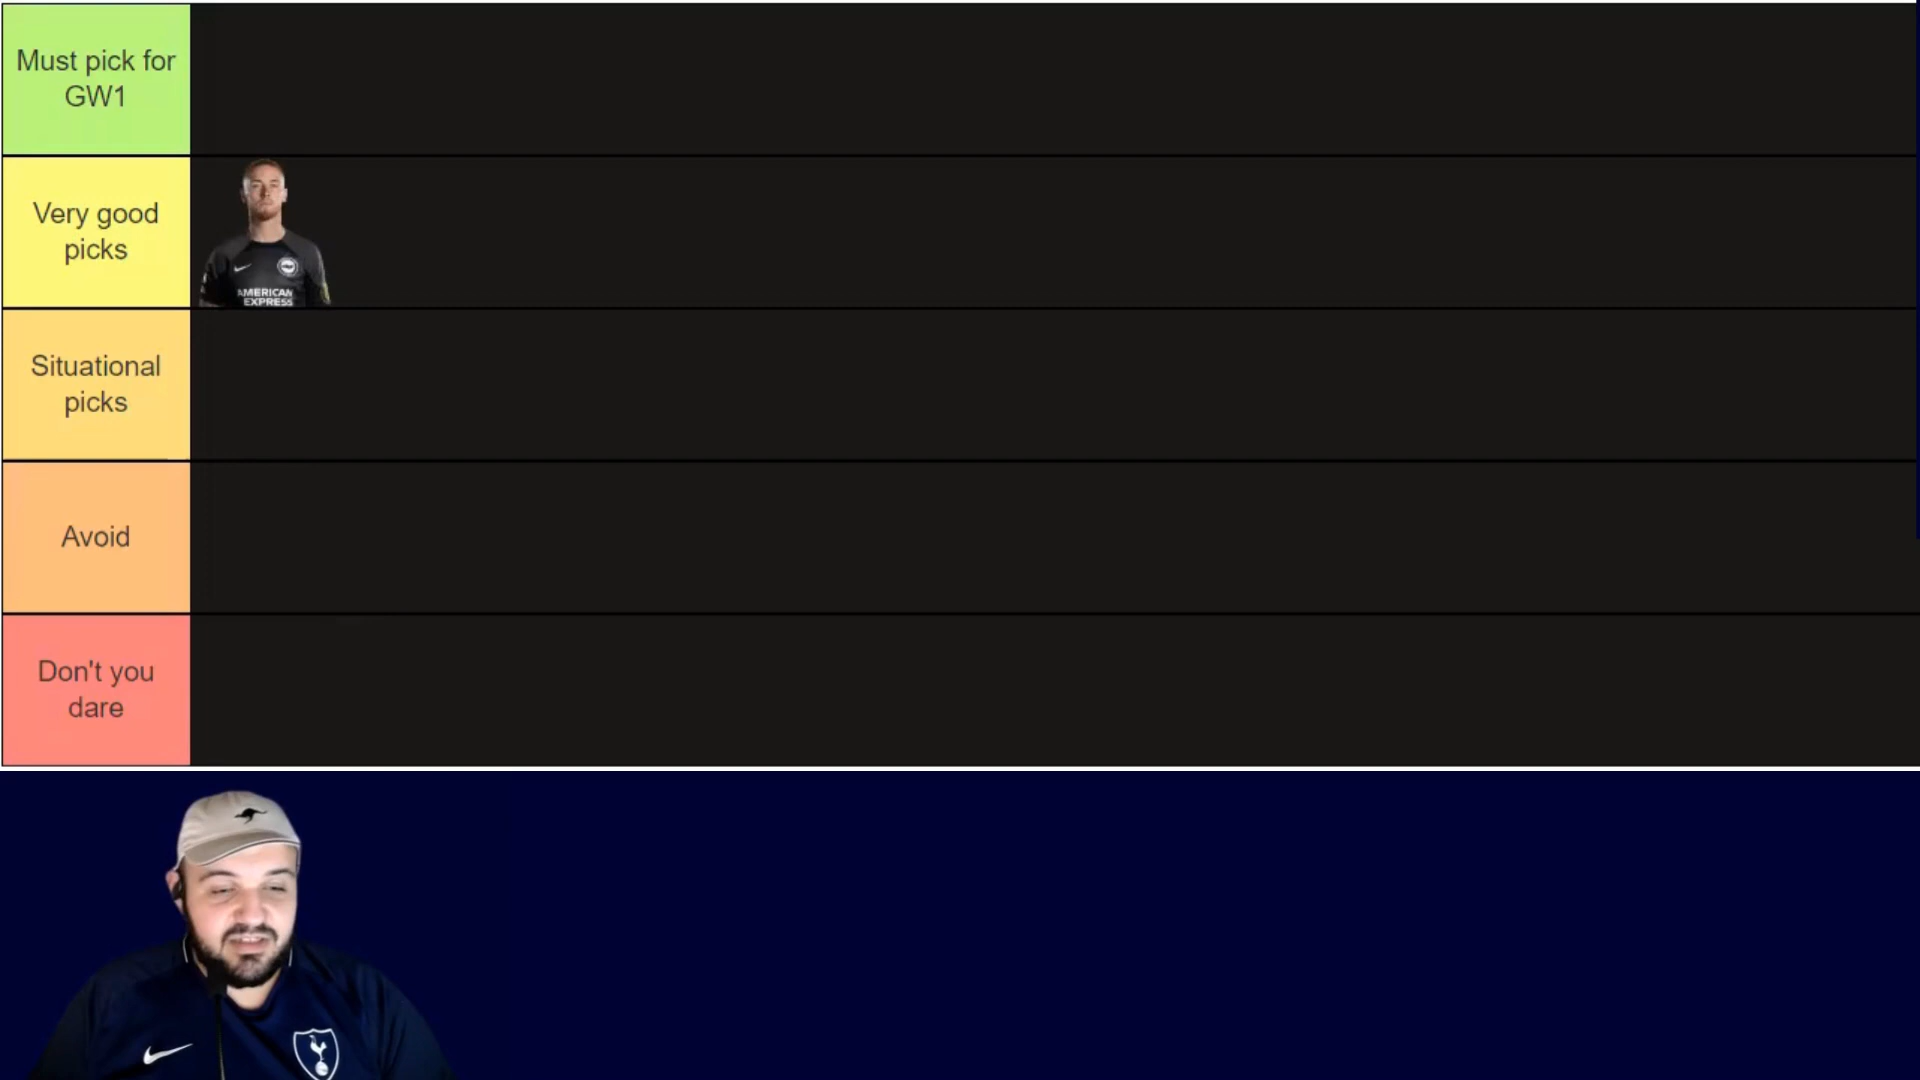 Must pick for
GW1
Very good
picks
AMERICAN
EXPRESS
Situational
picks
Avoid
Don't you
dare